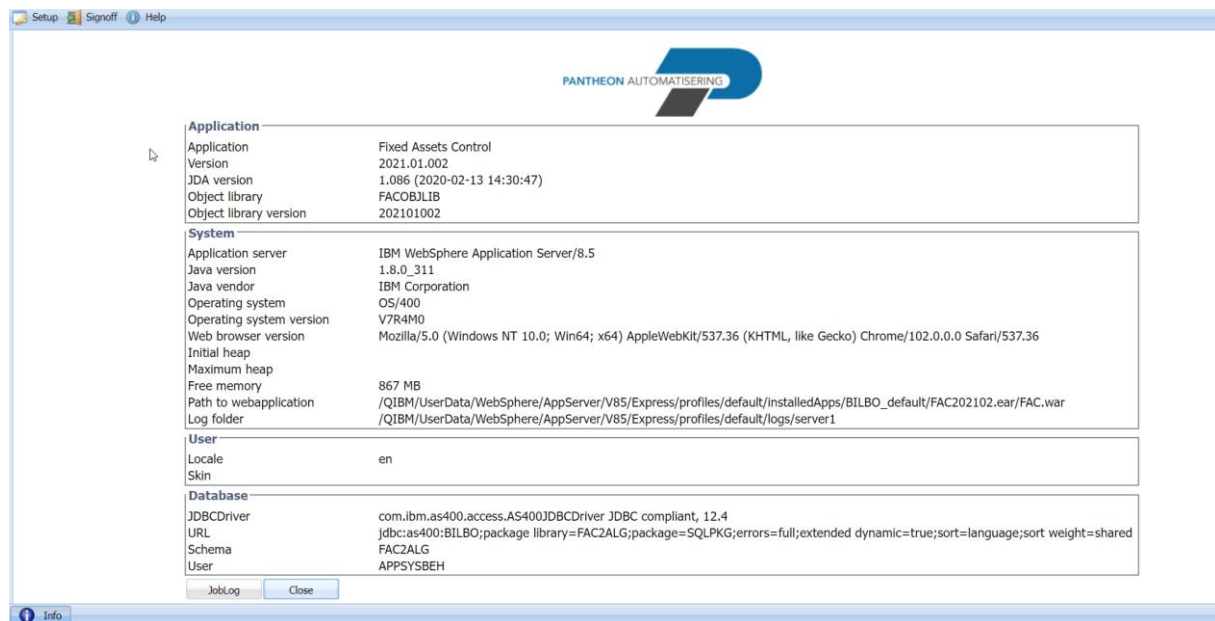 Setup Signoff Help
PANTHEON AUTOMATISERING
Application
Application Fixed Assets Control
Version 2021.01.002
JDA version 1.086 (2020-02-13 14:30:47)
Object library FACOBJLIB
Object library version 202101002
System
Application server IBM WebSphere Application Server/8.5
Java version 1.8.0_311
Java vendor IBM Corporation
Operating system OS/400
Operating system version V7R4M0
Web browser version Mozilla/5.0 (Windows NT 10.0; Win64; x64) AppleWebKit/537.36 (KHTML, like Gecko) Chrome/102.0.0.0 Safari/537.36
Initial heap
Maximum heap
Free memory 867 MB
Path to webapplication /QIBM/UserData/WebSphere/AppServer/V85/Express/profiles/default/installedApps/BILBO_default/FAC202102.ear/FAC.war
Log folder /QIBM/UserData/WebSphere/AppServer/V85/Express/profiles/default/logs/server1
User
Locale en
Skin
Database
JDBCDriver com.ibm.as400.access.AS400JDBCDriver JDBC compliant, 12.4
URL jdbc:as400:BILBO;package library=FAC2ALG;package=SQLPKG;errors=full;extended dynamic=true;sort=language;sort weight=shared
Schema FAC2ALG
User APPSYSBEH
JobLog Close
Info